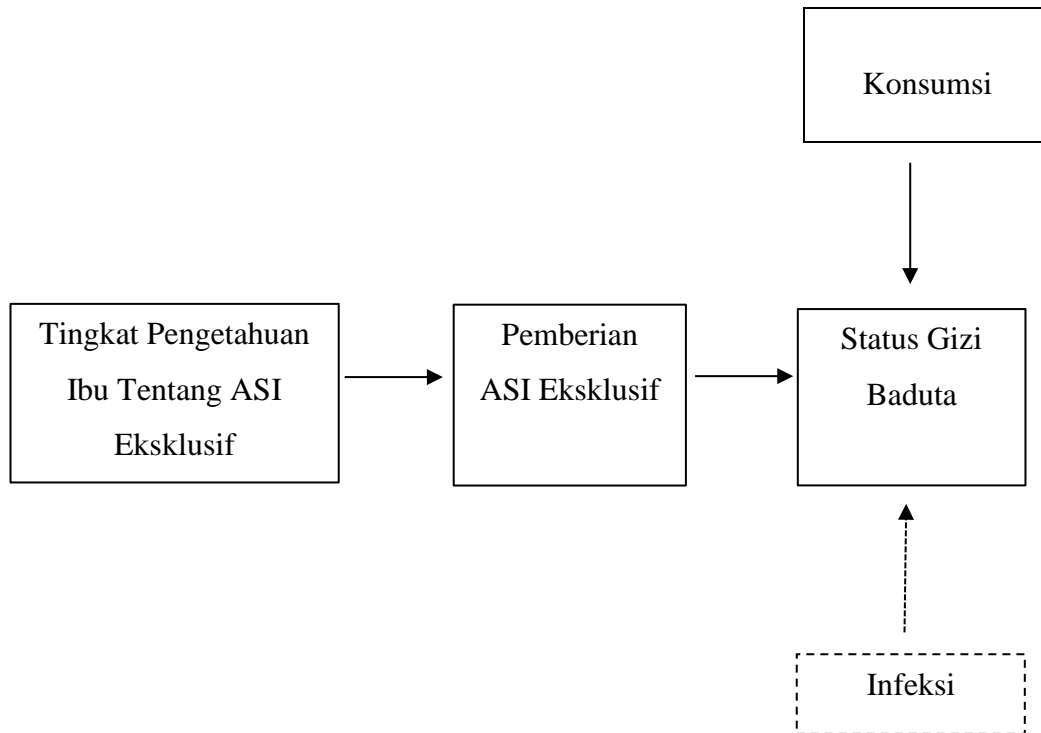 Konsumsi
Tingkat Pengetahuan
Ibu Tentang ASI
Eksklusif
Pemberian
ASI Eksklusif
Status Gizi
Baduta
Infeksi